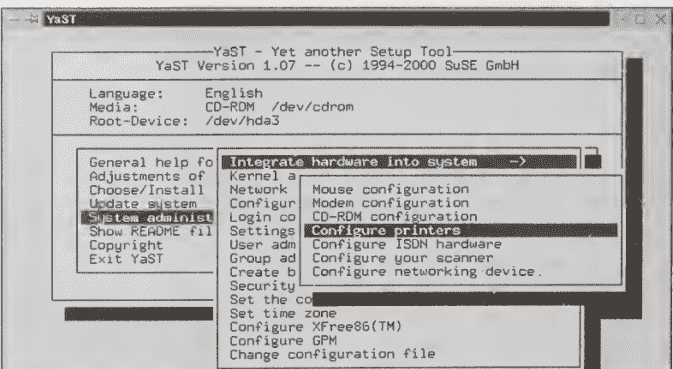 YaST
YaST - Yet another Setup Tool
YaST Version 1.07 -- (c) 1994-2000 SuSE GmbH
Language: English
Media: CD-ROM /dev/cdrom
Root-Device: /dev/hda3
General help fo
Adjustments of
Choose/Install
Update system
System administ
Show README fil
Copyright
Exit YaST
Integrate hardware into system ->
Kernel a
Network
Configur
Login co
Settings
User adm
Group ad
Create b
Security
Set the co
Set time zone
Configure XFree86(TM)
Configure GPM
Change configuration file
Mouse configuration
Modem configuration
CD-ROM configuration
Configure printers
Configure ISDN hardware
Configure your scanner
Configure networking device.